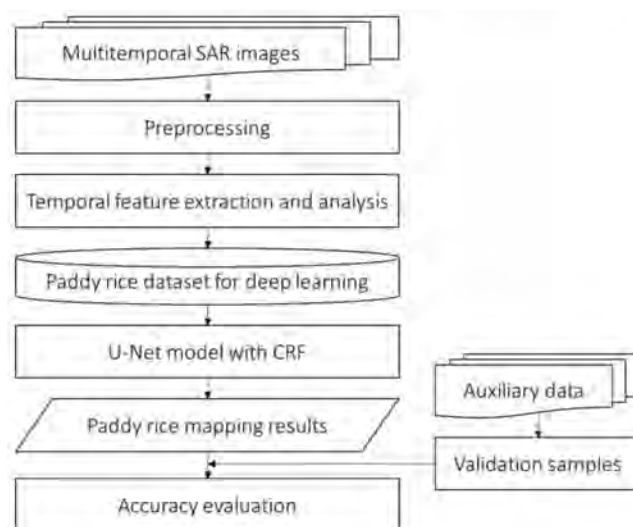 Multitemporal SAR images
Preprocessing
Temporal feature extraction and analysis
Paddy rice dataset for deep learning
U-Net model with CRF
Auxiliary data
Paddy rice mapping results
Validation samples
Accuracy evaluation